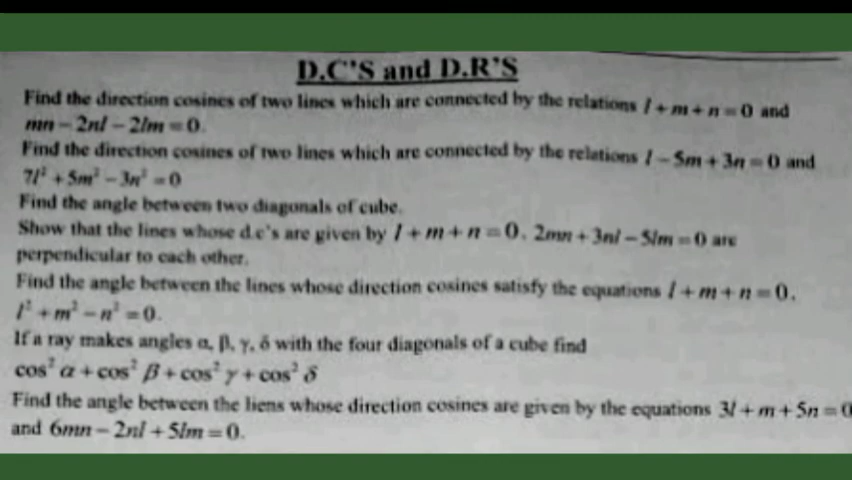 D.C'S and D.R'S
Find the direction cosines of two lines which are connected by the relations l + m + n = 0 and
mn − 2nl − 2lm = 0.
Find the direction cosines of two lines which are connected by the relations l − 5m + 3n = 0 and
7l² + 5m² − 3n² = 0
Find the angle between two diagonals of cube.
Show that the lines whose d.c's are given by l + m + n = 0, 2mn + 3nl − 5lm = 0 are
perpendicular to each other.
Find the angle between the lines whose direction cosines satisfy the equations l + m + n = 0,
l² + m² − n² = 0.
If a ray makes angles α, β, γ, δ with the four diagonals of a cube find
cos² α + cos² β + cos² γ + cos² δ
Find the angle between the liens whose direction cosines are given by the equations 3l + m + 5n = 0
and 6mn − 2nl + 5lm = 0.